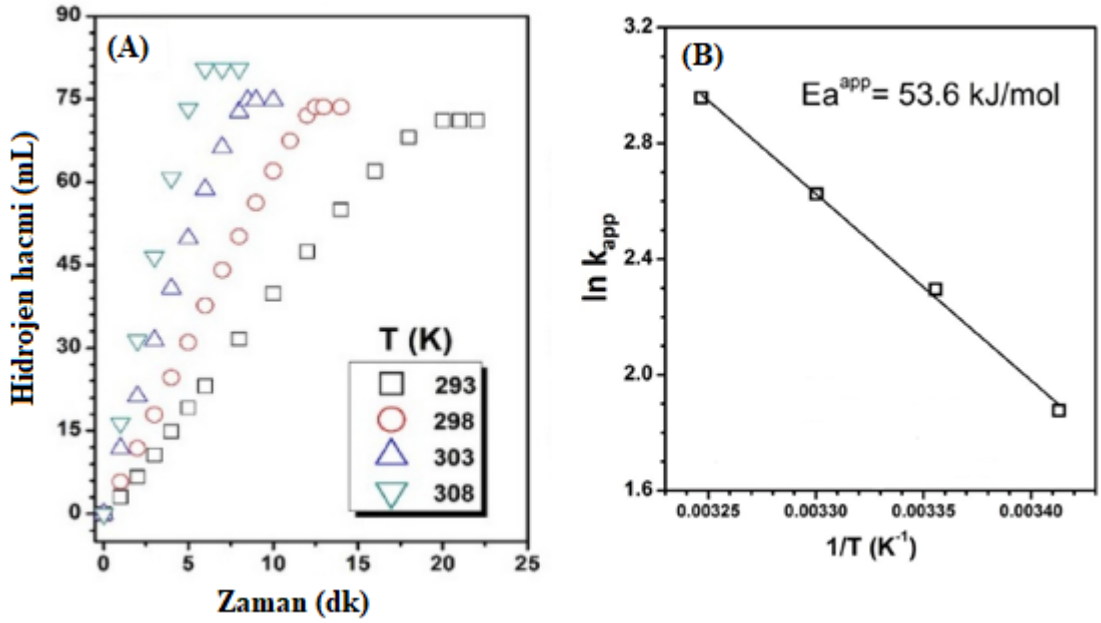 (A)
Hidrojen hacmi (mL)
90
75
60
45
30
15
0
0 5 10 15 20 25
Zaman (dk)
T (K)
293
298
303
308
(B)
Ea^app = 53.6 kJ/mol
ln k_app
3.2
2.8
2.4
2.0
1.6
0.00325 0.00330 0.00335 0.00340
1/T (K⁻¹)